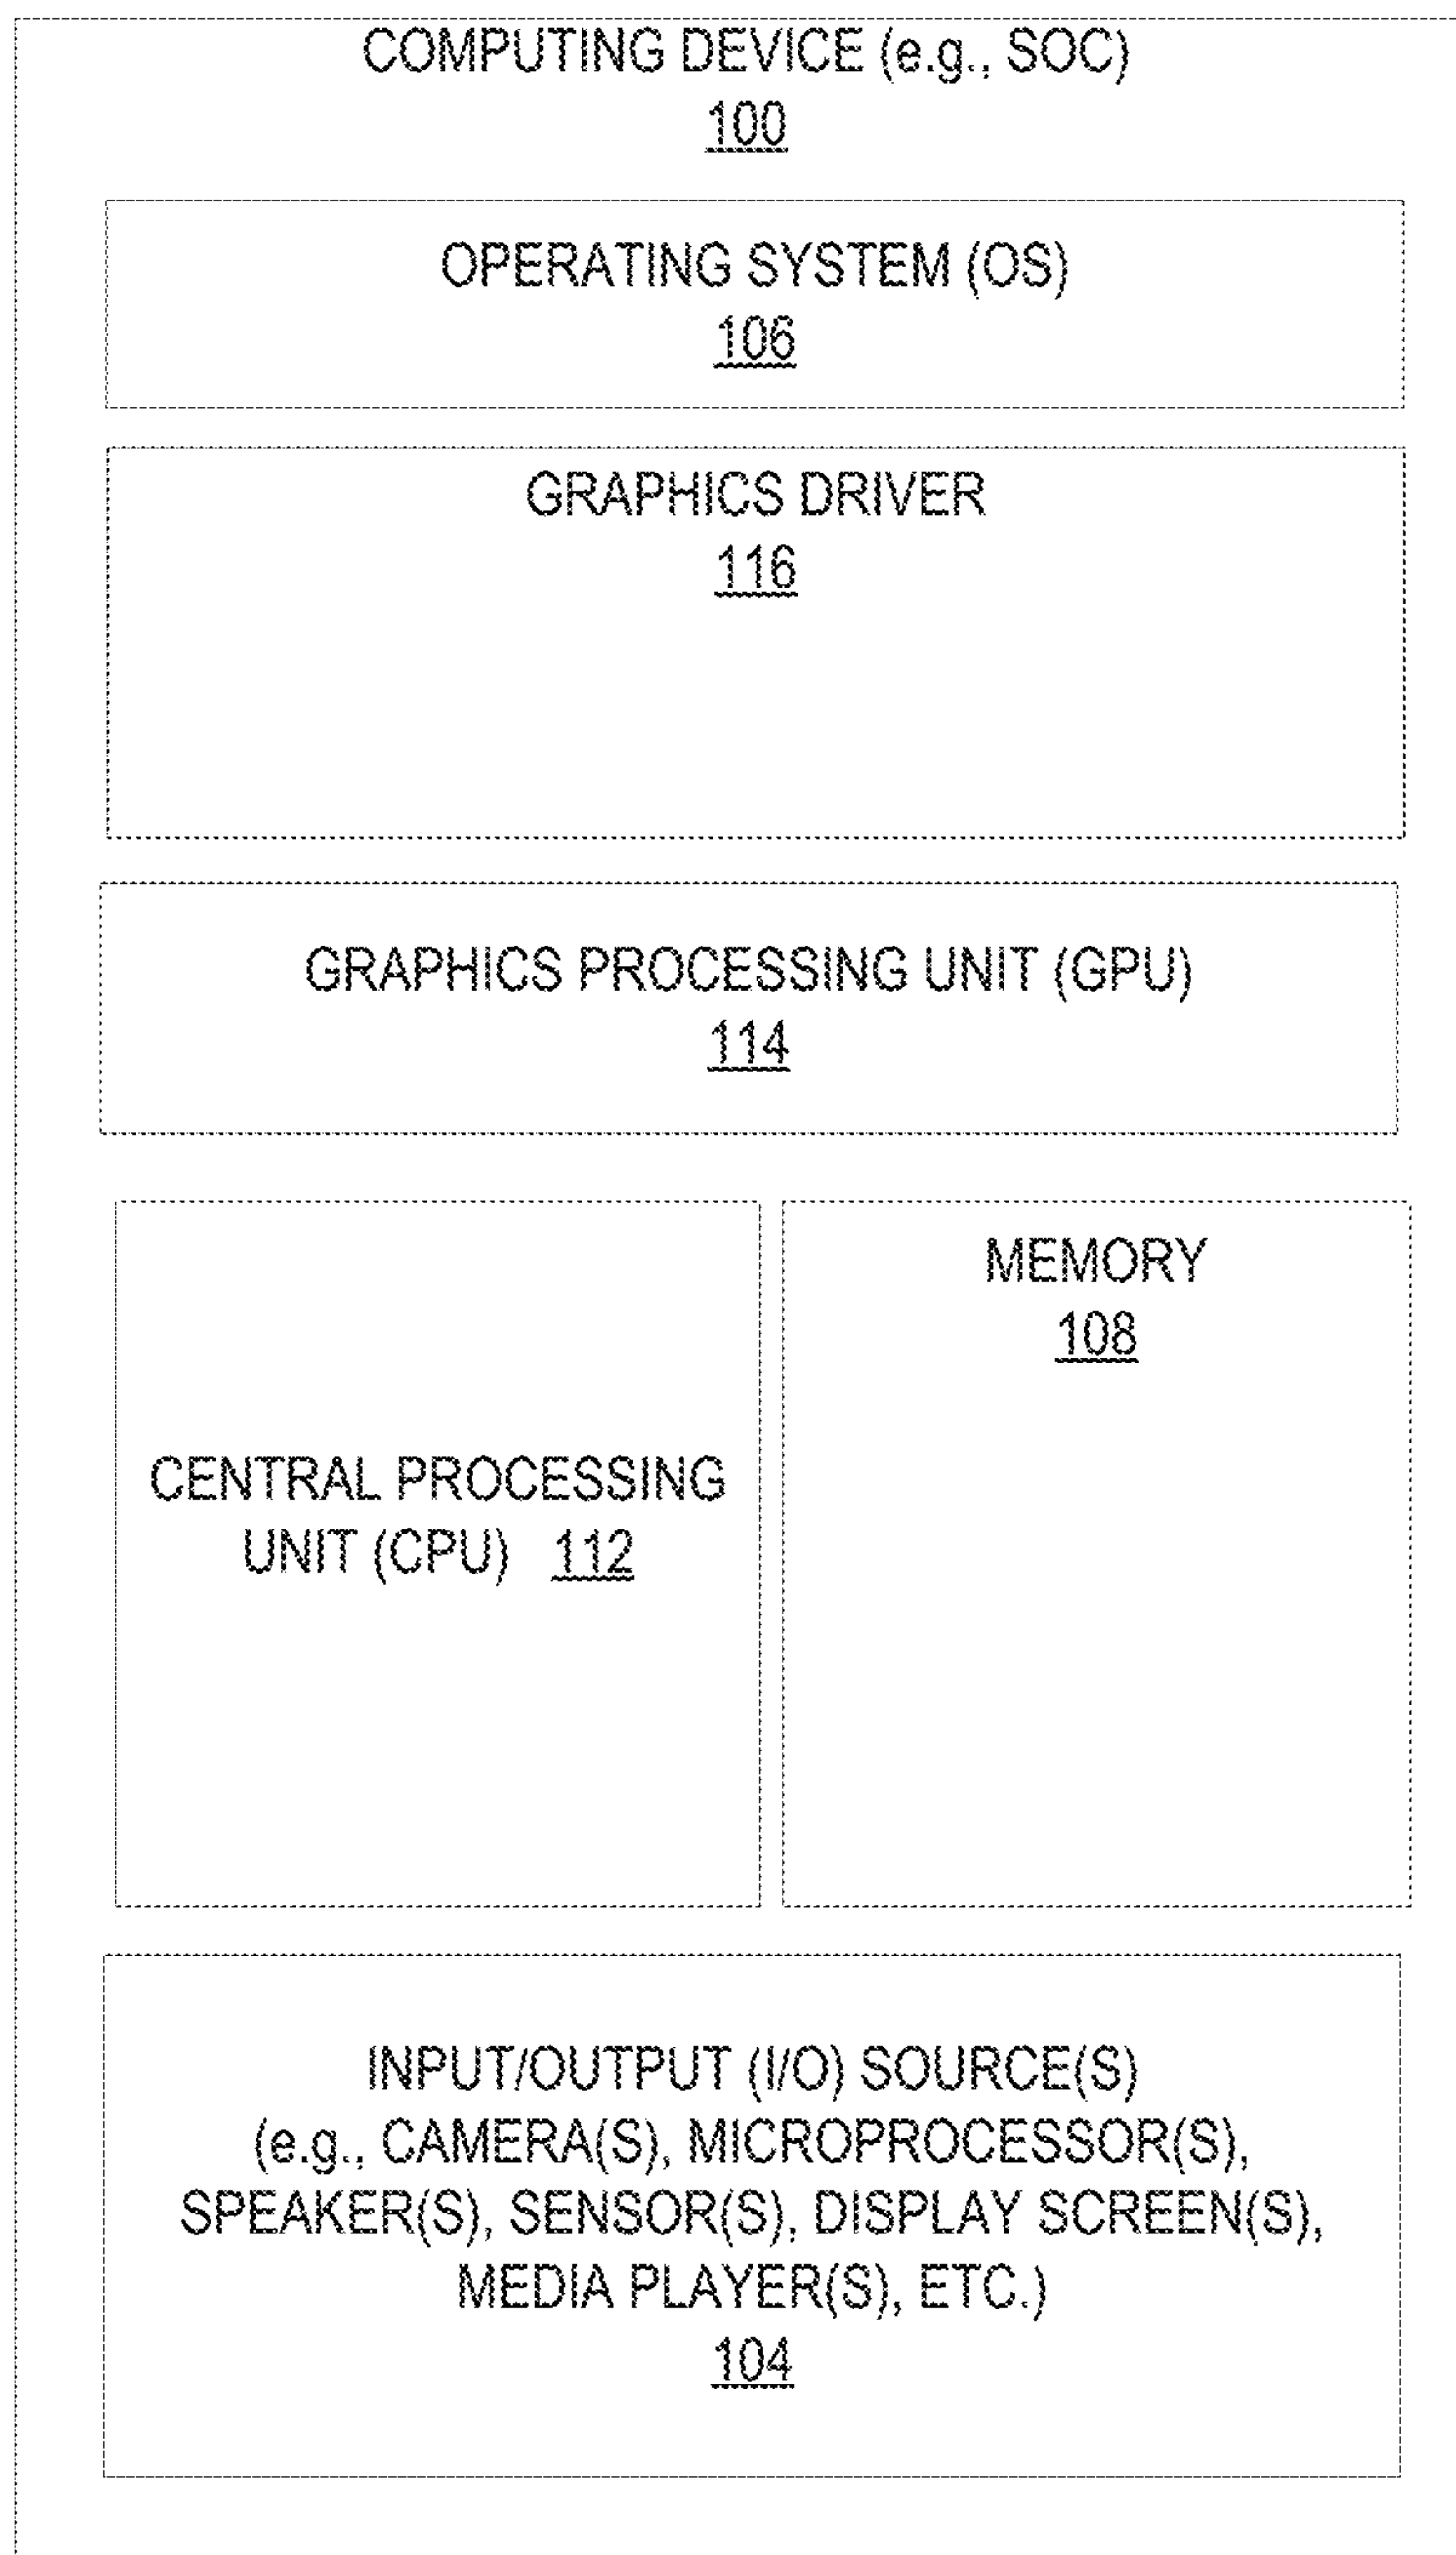 COMPUTING DEVICE (e.g., SOC)
100
OPERATING SYSTEM (OS)
106
GRAPHICS DRIVER
116
GRAPHICS PROCESSING UNIT (GPU)
114
CENTRAL PROCESSING
UNIT (CPU) 112
MEMORY
108
INPUT/OUTPUT (I/O) SOURCE(S)
(e.g., CAMERA(S), MICROPROCESSOR(S),
SPEAKER(S), SENSOR(S), DISPLAY SCREEN(S),
MEDIA PLAYER(S), ETC.)
104